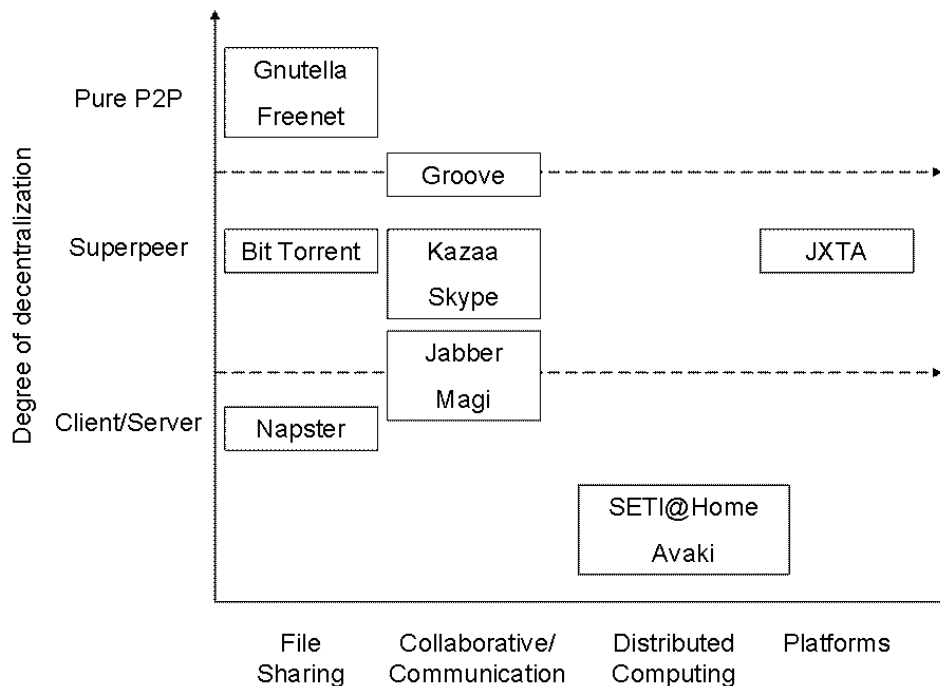 Degree of decentralization
Pure P2P
Gnutella
Freenet
Groove
Superpeer
Bit Torrent
Kazaa
Skype
JXTA
Jabber
Magi
Client/Server
Napster
SETI@Home
Avaki
File
Sharing
Collaborative/
Communication
Distributed
Computing
Platforms